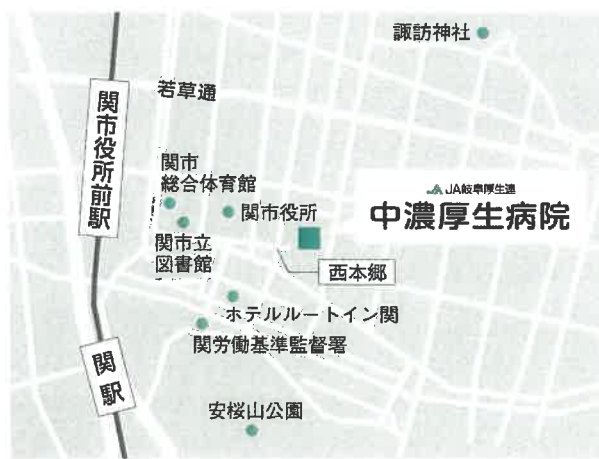 諏訪神社
若草通
関市役所前駅
関市
総合体育館
関市役所
JA岐阜厚生連
中濃厚生病院
関市立
図書館
西本郷
ホテルルートイン関
関労働基準監督署
関駅
安桜山公園